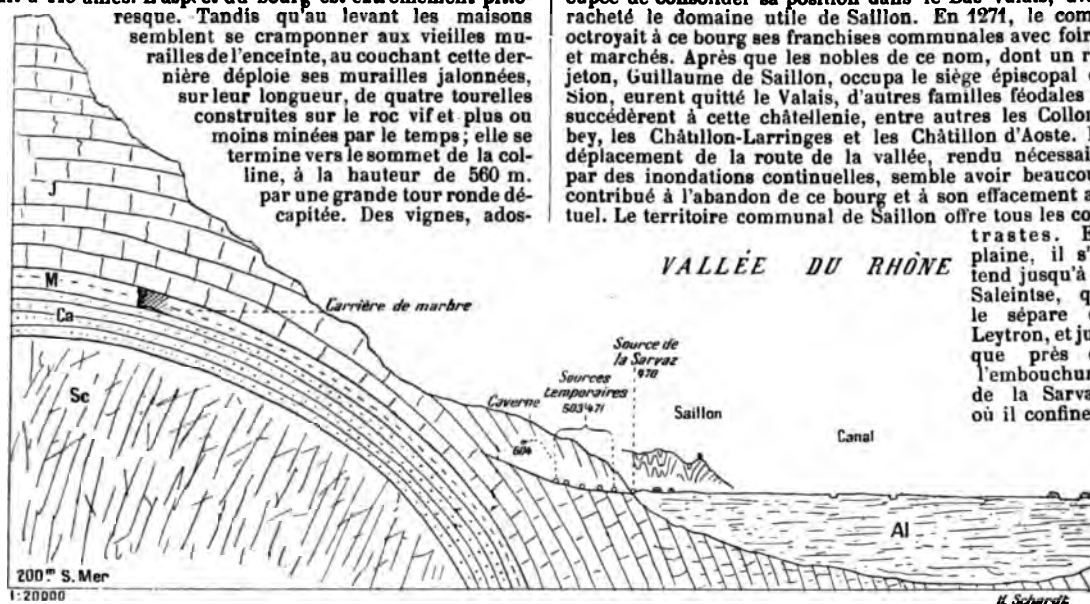 resque. Tandis qu'au levant les maisons
semblent se cramponner aux vieilles mu-
railles de l'enceinte, au couchant cette der-
nière déploie ses murailles jalonnées,
sur leur longueur, de quatre tourelles
construites sur le roc vif et plus ou
moins minées par le temps; elle se
termine vers le sommet de la col-
line, à la hauteur de 560 m.
par une grande tour ronde dé-
capitée. Des vignes, ados-
racheté le domaine utile de Saillon. En 1271, le com
octroyait à ce bourg ses franchises communales avec foir
et marchés. Après que les nobles de ce nom, dont un r
jeton, Guillaume de Saillon, occupa le siège épiscopal
Sion, eurent quitté le Valais, d'autres familles féodales
succédèrent à cette châtellenie, entre autres les Collon
bey, les Châtillon-Larringes et les Châtillon d'Aoste.
déplacement de la route de la vallée, rendu nécessai
par des inondations continuelles, semble avoir beaucou
contribué à l'abandon de ce bourg et à son effacement
tuel. Le territoire communal de Saillon offre tous les co
trastes. E
plaine, il s'
tend jusqu'à
Saleintse, q
le sépare
Leytron, et ju
que près
l'embouchur
de la Sarva
où il confine
VALLÉE DU RHÔNE
J
M
Carrière de marbre
Ca
Sc
Source de
la Sarvaz
470
Sources
temporaires
503 471
Caverne
504
Saillon
Canal
Al
200m S. Mer
1:20000
H. Schardt